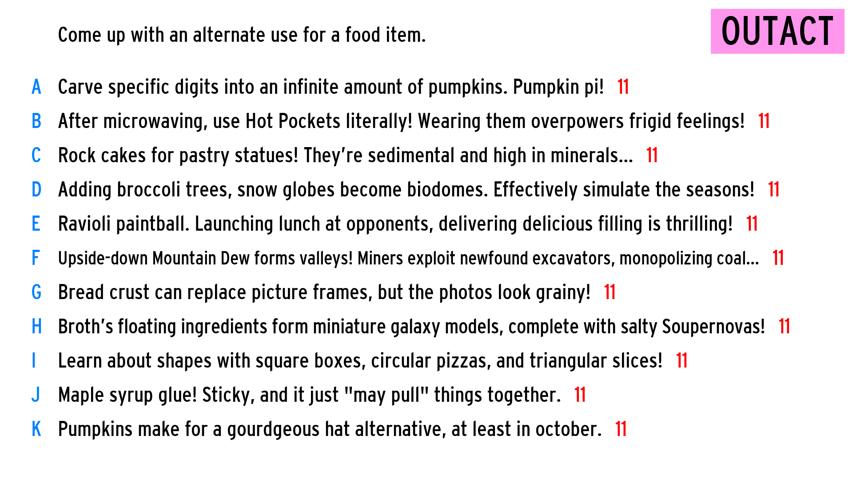 Come up with an alternate use for a food item.
OUTACT
A Carve specific digits into an infinite amount of pumpkins. Pumpkin pi! 11
B After microwaving, use Hot Pockets literally! Wearing them overpowers frigid feelings! 11
C Rock cakes for pastry statues! They're sedimental and high in minerals... 11
D Adding broccoli trees, snow globes become biodomes. Effectively simulate the seasons! 11
E Ravioli paintball. Launching lunch at opponents, delivering delicious filling is thrilling! 11
F Upside-down Mountain Dew forms valleys! Miners exploit newfound excavators, monopolizing coal... 11
G Bread crust can replace picture frames, but the photos look grainy! 11
H Broth's floating ingredients form miniature galaxy models, complete with salty Soupernovas! 11
I Learn about shapes with square boxes, circular pizzas, and triangular slices! 11
J Maple syrup glue! Sticky, and it just "may pull" things together. 11
K Pumpkins make for a gourdgeous hat alternative, at least in october. 11